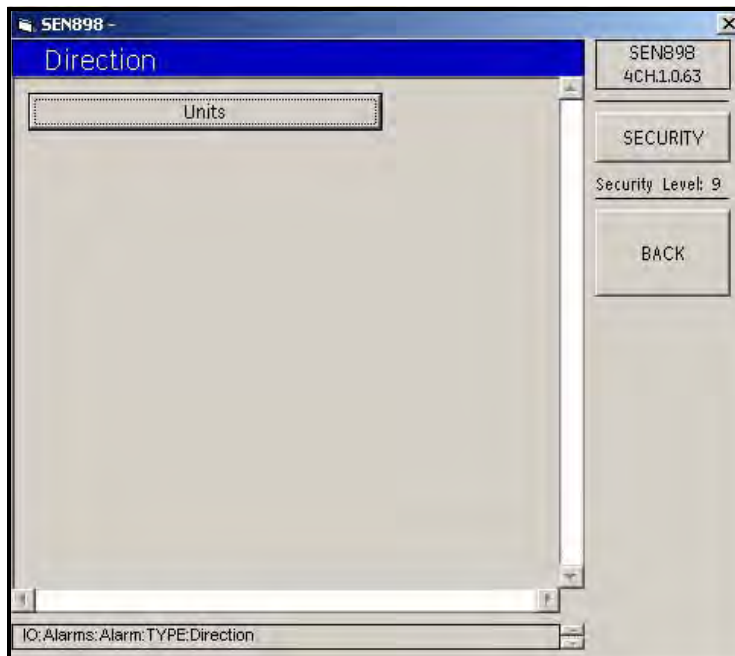 SEN898 -
Direction
Units
SEN898
4CH.1.0.63
SECURITY
Security Level: 9
BACK
IO:Alarms:Alarm:TYPE:Direction